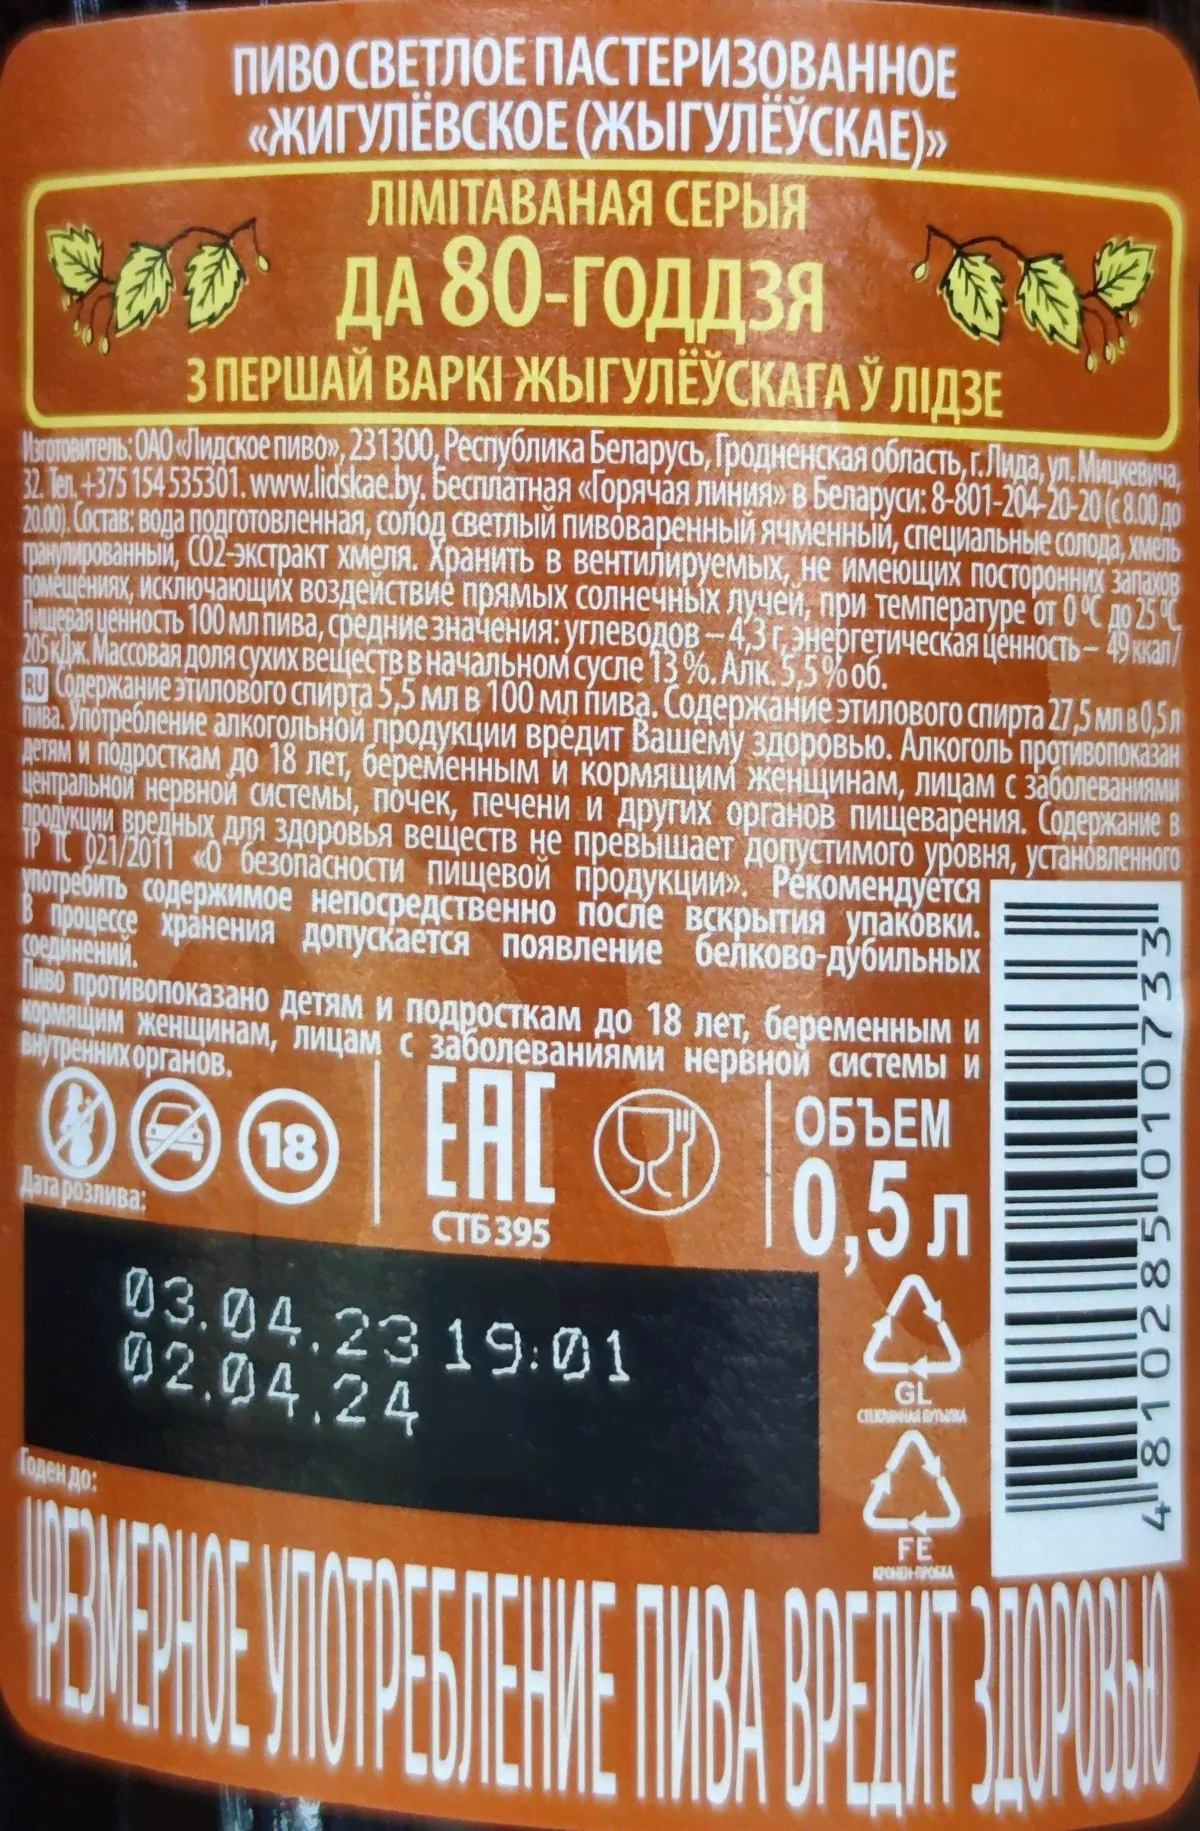 ПИВО СВЕТЛОЕ ПАСТЕРИЗОВАННОЕ
«ЖИГУЛЁВСКОЕ (ЖЫГУЛЁЎСКАЕ)»
ЛІМІТАВАНАЯ СЕРЫЯ
ДА 80-ГОДДЗЯ
З ПЕРШАЙ ВАРКІ ЖЫГУЛЁЎСКАГА Ў ЛІДЗЕ
Изготовитель: ОАО «Лидское пиво», 231300, Республика Беларусь, Гродненская область, г. Лида, ул. Мицкевича,
32. Тел. +375 154 535301. www.lidskae.by. Бесплатная «Горячая линия» в Беларуси: 8-801-204-20-20 (с 8.00 до
20.00). Состав: вода подготовленная, солод светлый пивоваренный ячменный, специальные солода, хмель
гранулированный, СО2-экстракт хмеля. Хранить в вентилируемых, не имеющих посторонних запахов
помещениях, исключающих воздействие прямых солнечных лучей, при температуре от 0 °С до 25 °С.
Пищевая ценность 100 мл пива, средние значения: углеводов – 4,3 г, энергетическая ценность – 49 ккал/
205 кДж. Массовая доля сухих веществ в начальном сусле 13 %. Алк. 5,5 % об.
RU Содержание этилового спирта 5,5 мл в 100 мл пива. Содержание этилового спирта 27,5 мл в 0,5 л
пива. Употребление алкогольной продукции вредит Вашему здоровью. Алкоголь противопоказан
детям и подросткам до 18 лет, беременным и кормящим женщинам, лицам с заболеваниями
центральной нервной системы, почек, печени и других органов пищеварения. Содержание в
продукции вредных для здоровья веществ не превышает допустимого уровня, установленного
ТР ТС 021/2011 «О безопасности пищевой продукции». Рекомендуется
употребить содержимое непосредственно после вскрытия упаковки.
В процессе хранения допускается появление белково-дубильных
соединений.
Пиво противопоказано детям и подросткам до 18 лет, беременным и
кормящим женщинам, лицам с заболеваниями нервной системы и
внутренних органов.
18
ЕАС
СТБ 395
ОБЪЕМ
0,5 л
Дата розлива:
03.04.23 19:01
02.04.24
Годен до:
GL
СТЕКЛЯННАЯ БУТЫЛКА
FE
КРОНЕН-ПРОБКА
4810285010733
ЧРЕЗМЕРНОЕ УПОТРЕБЛЕНИЕ ПИВА ВРЕДИТ ЗДОРОВЬЮ